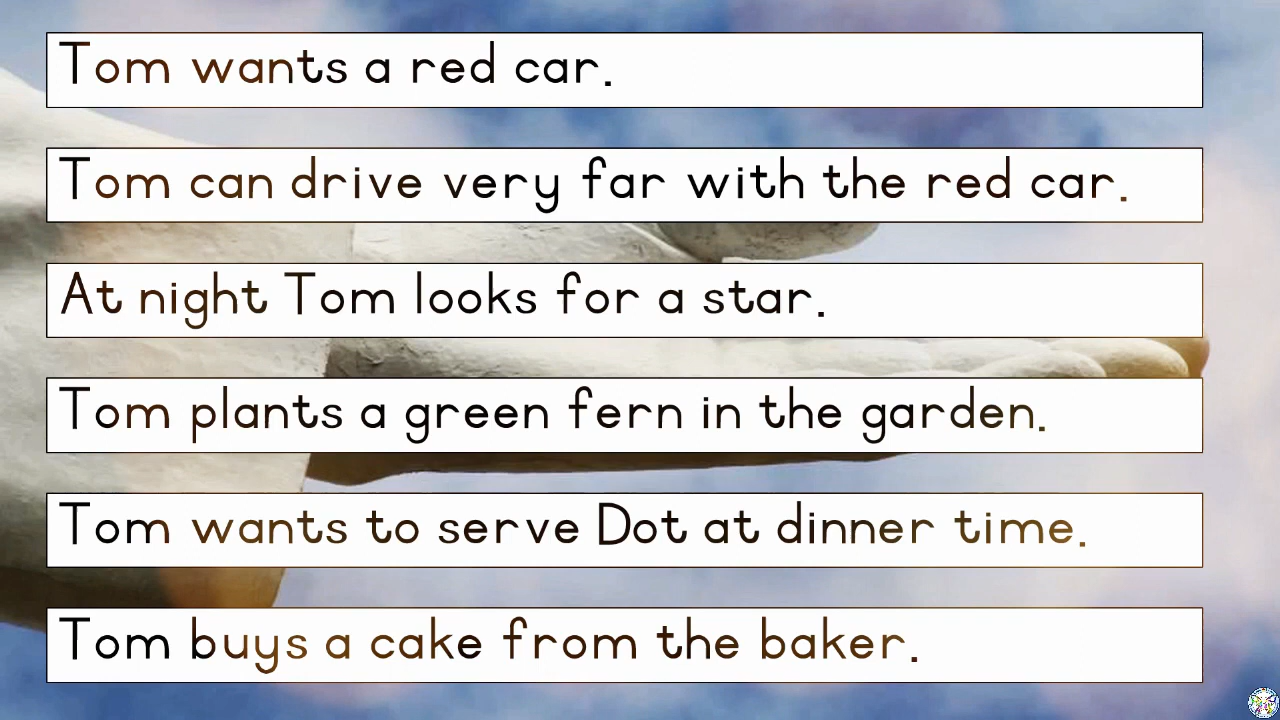 Tom wants a red car.
Tom can drive very far with the red car.
At night Tom looks for a star.
Tom plants a green fern in the garden.
Tom wants to serve Dot at dinner time.
Tom buys a cake from the baker.